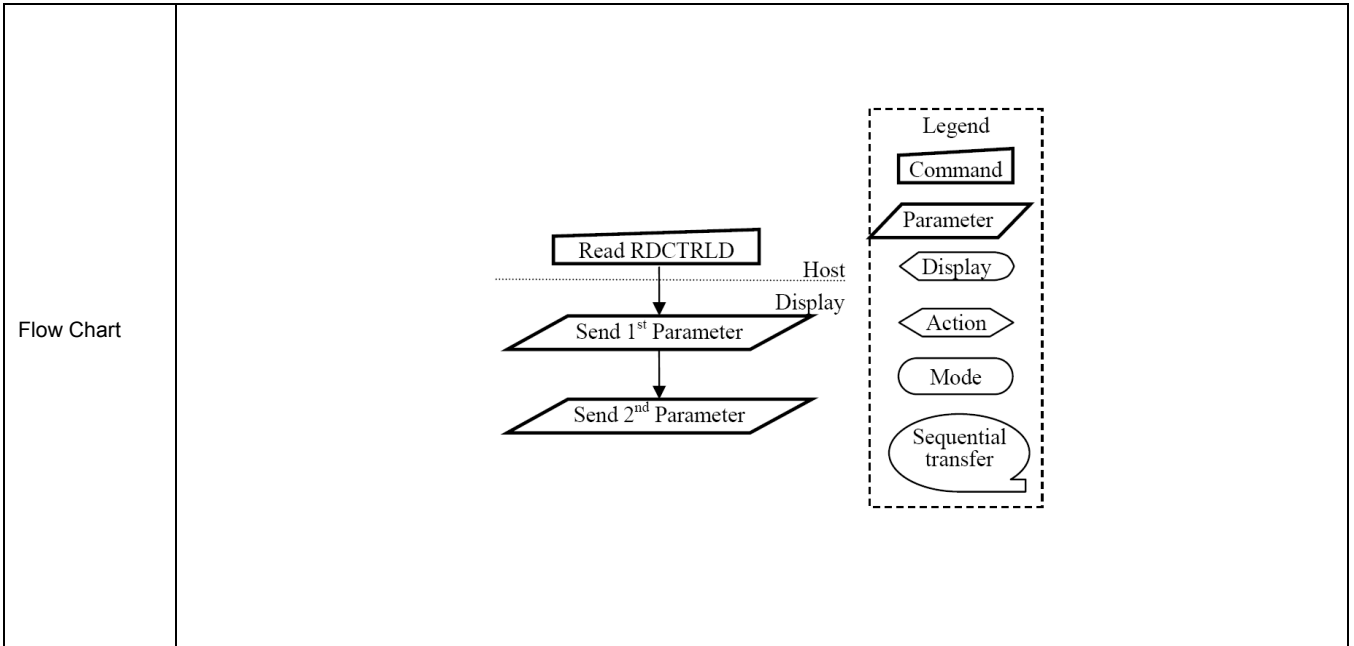 Flow Chart
Read RDCTRLD
Host
Display
Send 1st Parameter
Send 2nd Parameter
Legend
Command
Parameter
Display
Action
Mode
Sequential
transfer